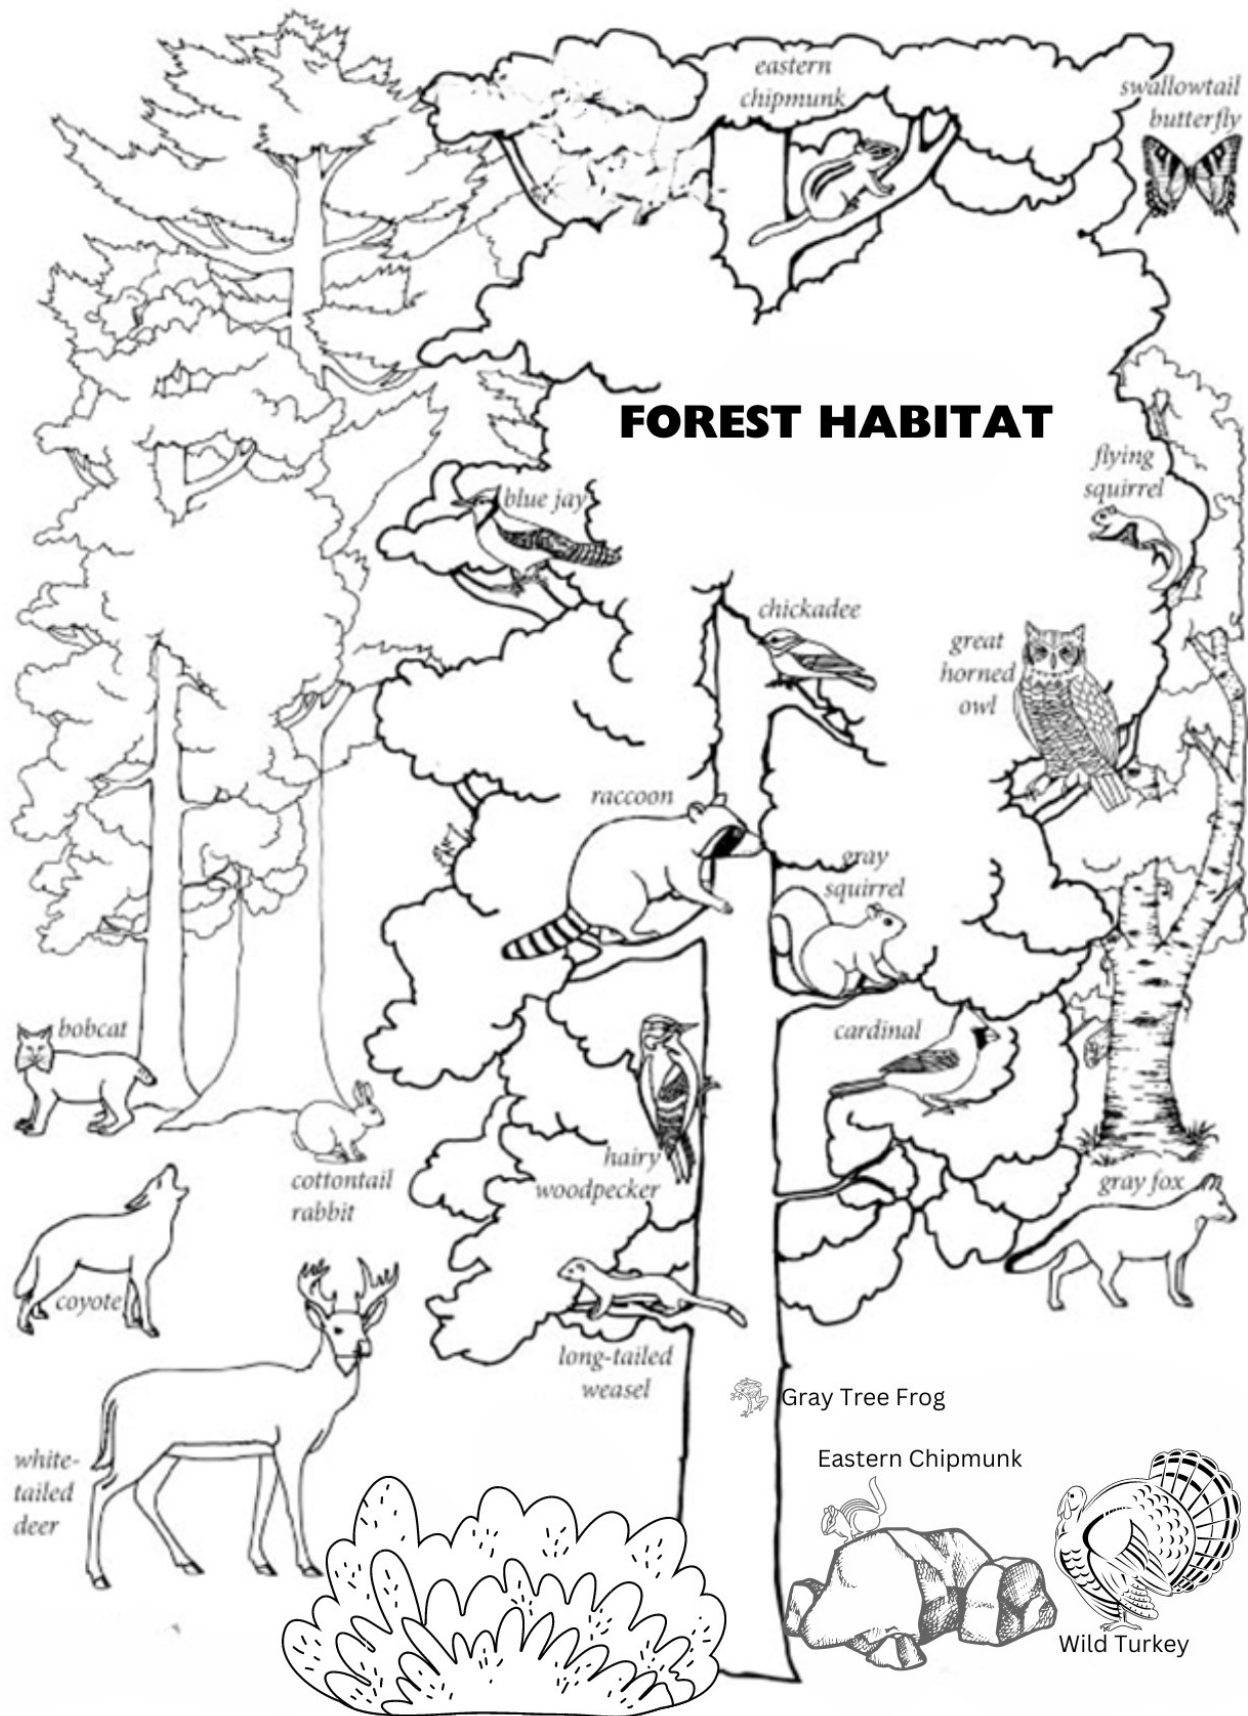 eastern
chipmunk
swallowtail
butterfly
FOREST HABITAT
flying
squirrel
blue jay
chickadee
great
horned
owl
raccoon
gray
squirrel
bobcat
cardinal
hairy
woodpecker
cottontail
rabbit
gray fox
coyote
long-tailed
weasel
Gray Tree Frog
Eastern Chipmunk
white-
tailed
deer
Wild Turkey